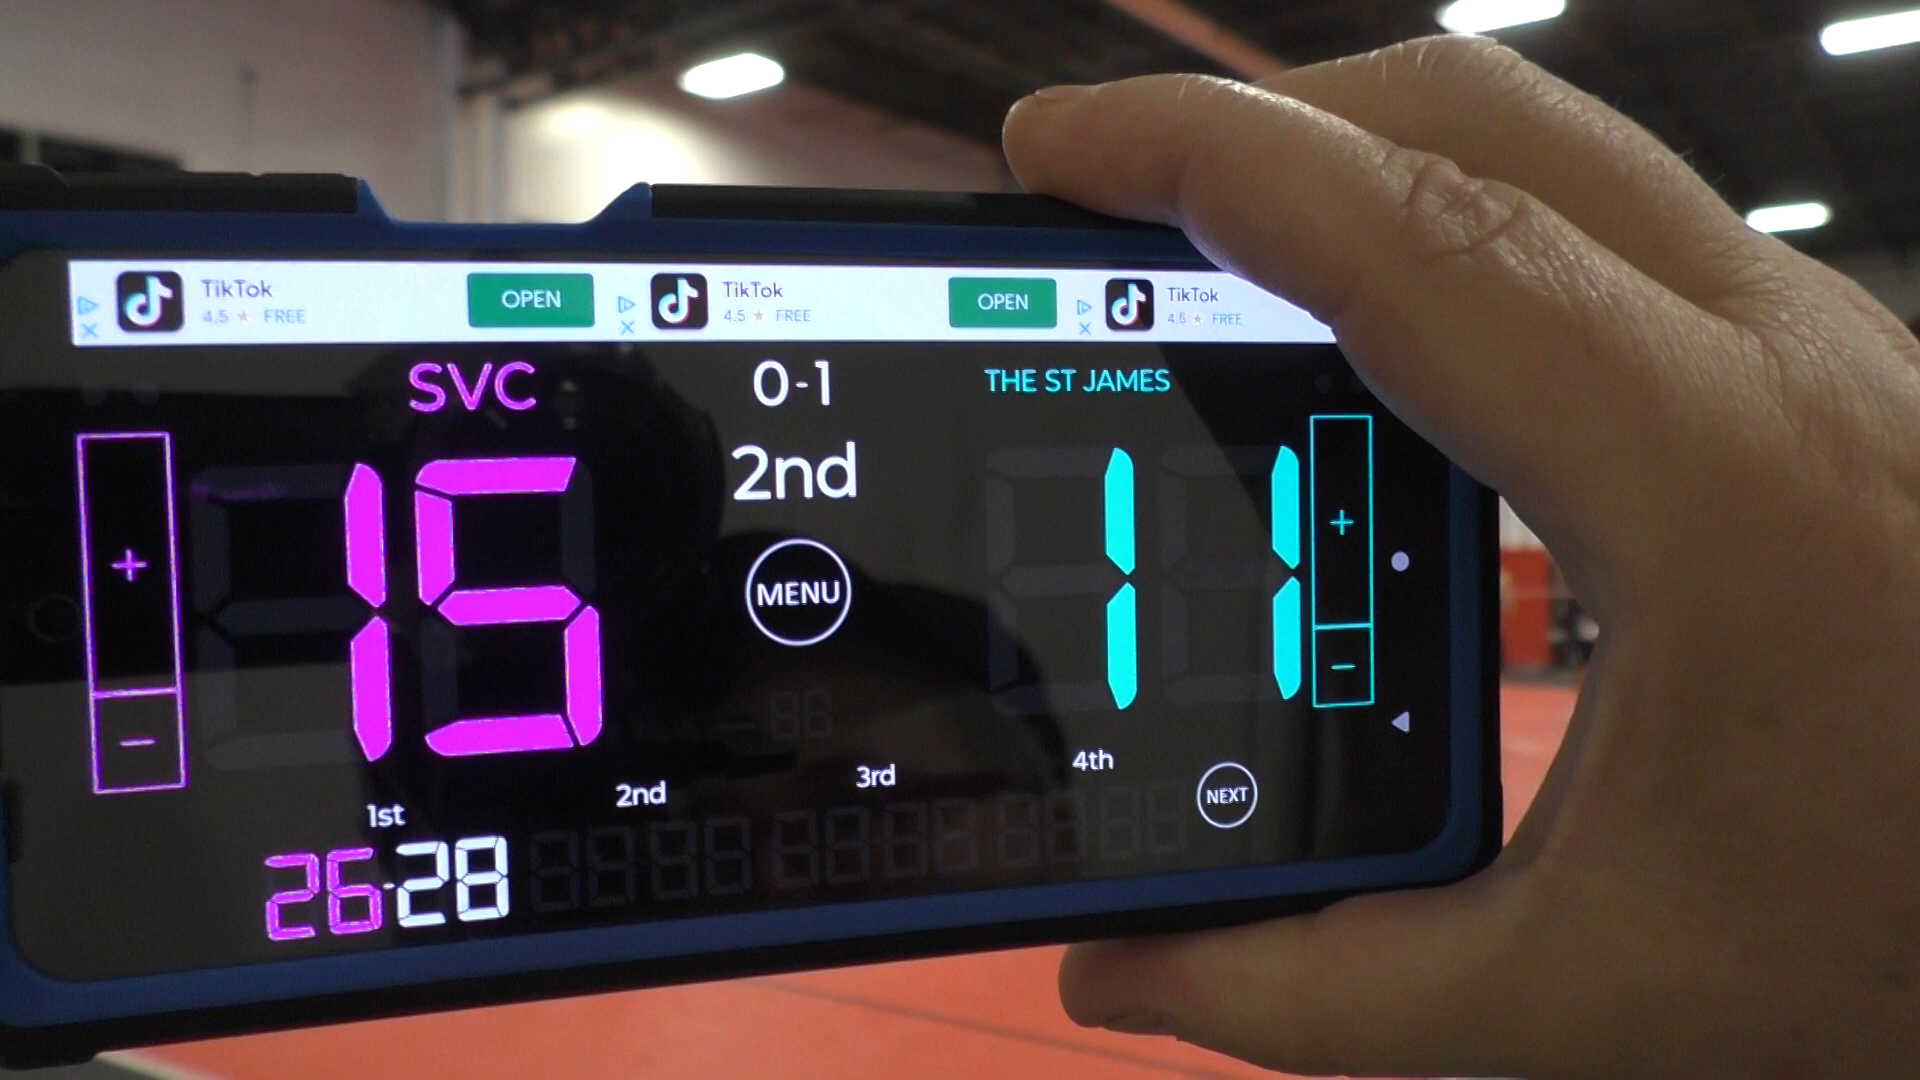 TikTok
4.5 ★ FREE
OPEN
TikTok
4.5 ★ FREE
OPEN
TikTok
4.5 ★ FREE
SVC
0-1
THE ST JAMES
2nd
15
11
+
-
MENU
+
-
1st
2nd
3rd
4th
NEXT
26-28